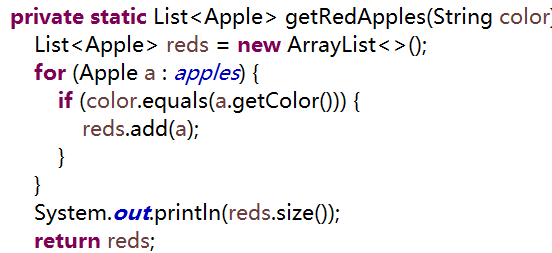 private static List<Apple> getRedApples(String color)
List<Apple> reds = new ArrayList<>();
for (Apple a : apples) {
if (color.equals(a.getColor())) {
reds.add(a);
}
}
System.out.println(reds.size());
return reds;